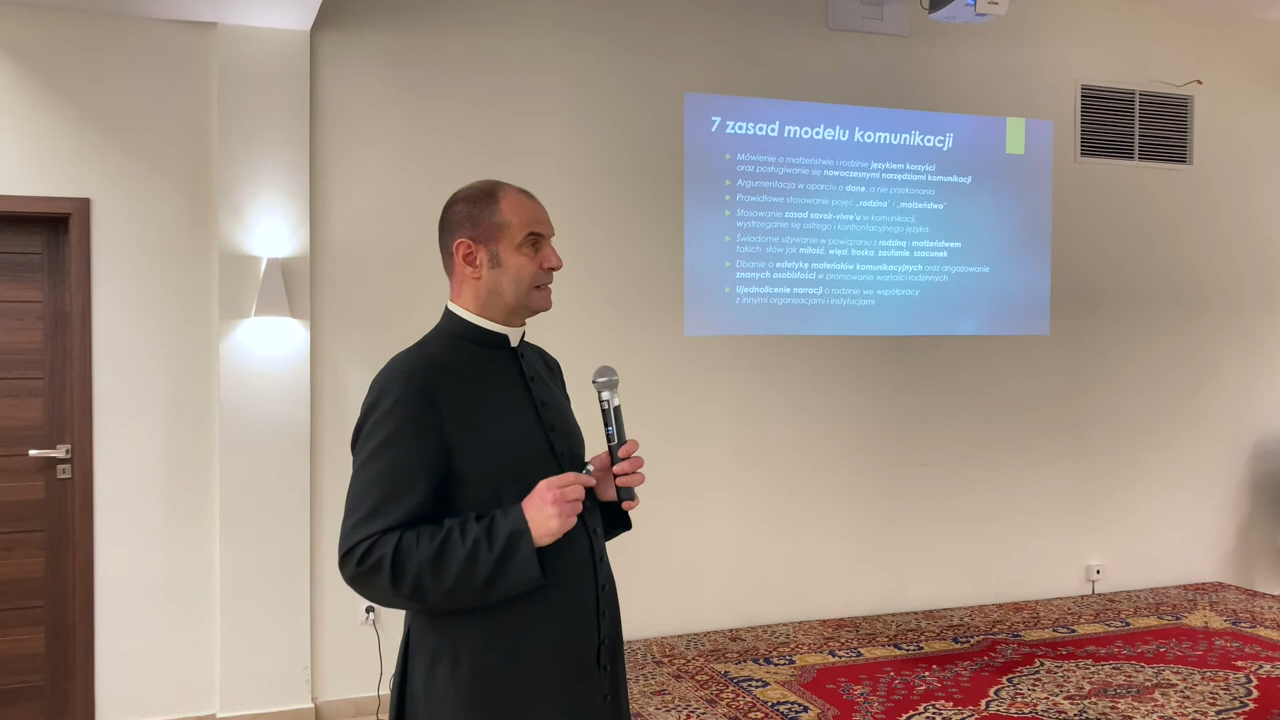 7 zasad modelu komunikacji
Mówienie o małżeństwie i rodzinie językiem korzyści
oraz posługiwanie się nowoczesnymi narzędziami komunikacji
Argumentacja w oparciu o dane, a nie przekonania
Prawidłowe stosowanie pojęć „rodzina” i „małżeństwo”
Stosowanie zasad savoir-vivre'u w komunikacji,
wystrzeganie się ostrego i konfrontacyjnego języka.
Świadome używanie w powiązaniu z rodziną i małżeństwem
takich słów jak miłość, więzi, troska, zaufanie, szacunek
Dbanie o estetykę materiałów komunikacyjnych oraz angażowanie
znanych osobistości w promowanie wartości rodzinnych
Ujednolicenie narracji o rodzinie we współpracy
z innymi organizacjami i instytucjami